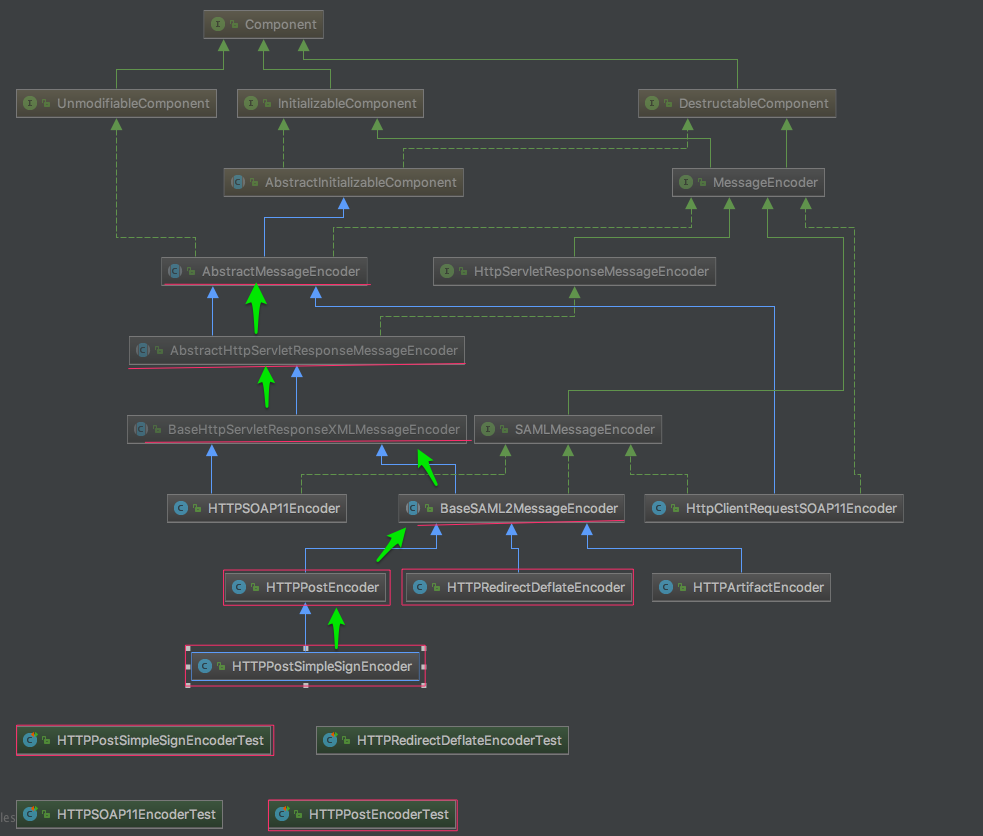 Component
UnmodifiableComponent
InitializableComponent
DestructableComponent
AbstractInitializableComponent
MessageEncoder
AbstractMessageEncoder
HttpServletResponseMessageEncoder
AbstractHttpServletResponseMessageEncoder
BaseHttpServletResponseXMLMessageEncoder
SAMLMessageEncoder
HTTPSOAP11Encoder
BaseSAML2MessageEncoder
HttpClientRequestSOAP11Encoder
HTTPPostEncoder
HTTPRedirectDeflateEncoder
HTTPArtifactEncoder
HTTPPostSimpleSignEncoder
HTTPPostSimpleSignEncoderTest
HTTPRedirectDeflateEncoderTest
HTTPSOAP11EncoderTest
HTTPPostEncoderTest